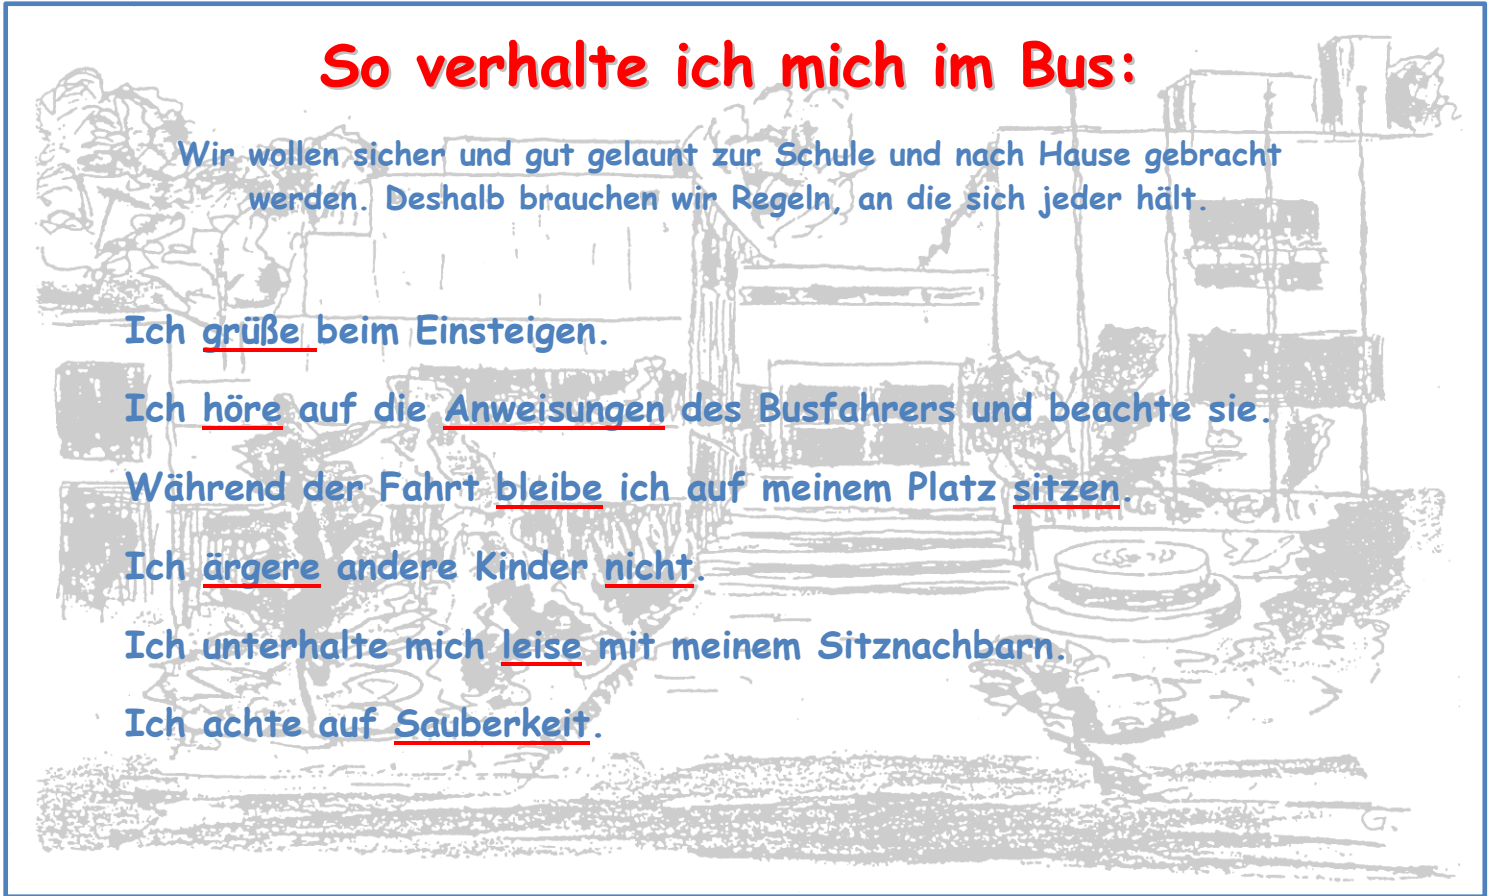 So verhalte ich mich im Bus:
Wir wollen sicher und gut gelaunt zur Schule und nach Hause gebracht
werden. Deshalb brauchen wir Regeln, an die sich jeder hält.
Ich grüße beim Einsteigen.
Ich höre auf die Anweisungen des Busfahrers und beachte sie.
Während der Fahrt bleibe ich auf meinem Platz sitzen.
Ich ärgere andere Kinder nicht.
Ich unterhalte mich leise mit meinem Sitznachbarn.
Ich achte auf Sauberkeit.
G.